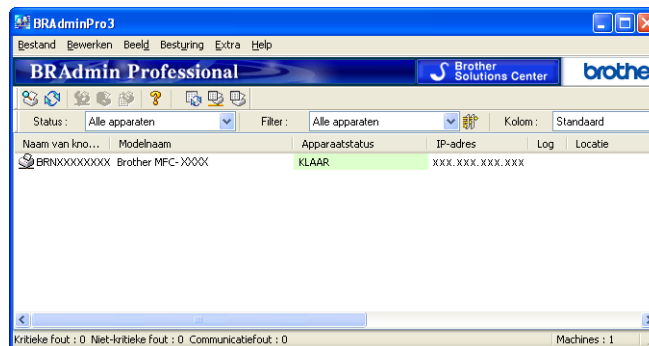 BRAdminPro3
Bestand Bewerken Beeld Besturing Extra Help
BRAdmin Professional Brother Solutions Center brothe
Status : Alle apparaten Filter : Alle apparaten Kolom : Standaard
Naam van kno... Modelnaam Apparaatstatus IP-adres Log Locatie
BRNXXXXXXXX Brother MFC-XXXX KLAAR xxx.xxx.xxx.xxx
Kritieke fout : 0 Niet-kritieke fout : 0 Communicatiefout : 0 Machines : 1